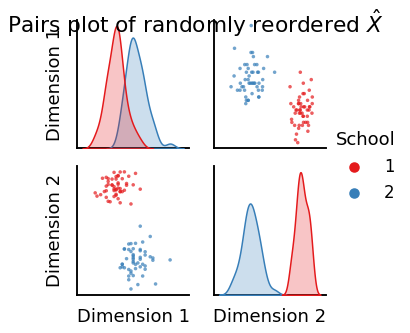 Pairs plot of randomly reordered X̂
Dimension 1
School
1
2
Dimension 2
Dimension 1
Dimension 2